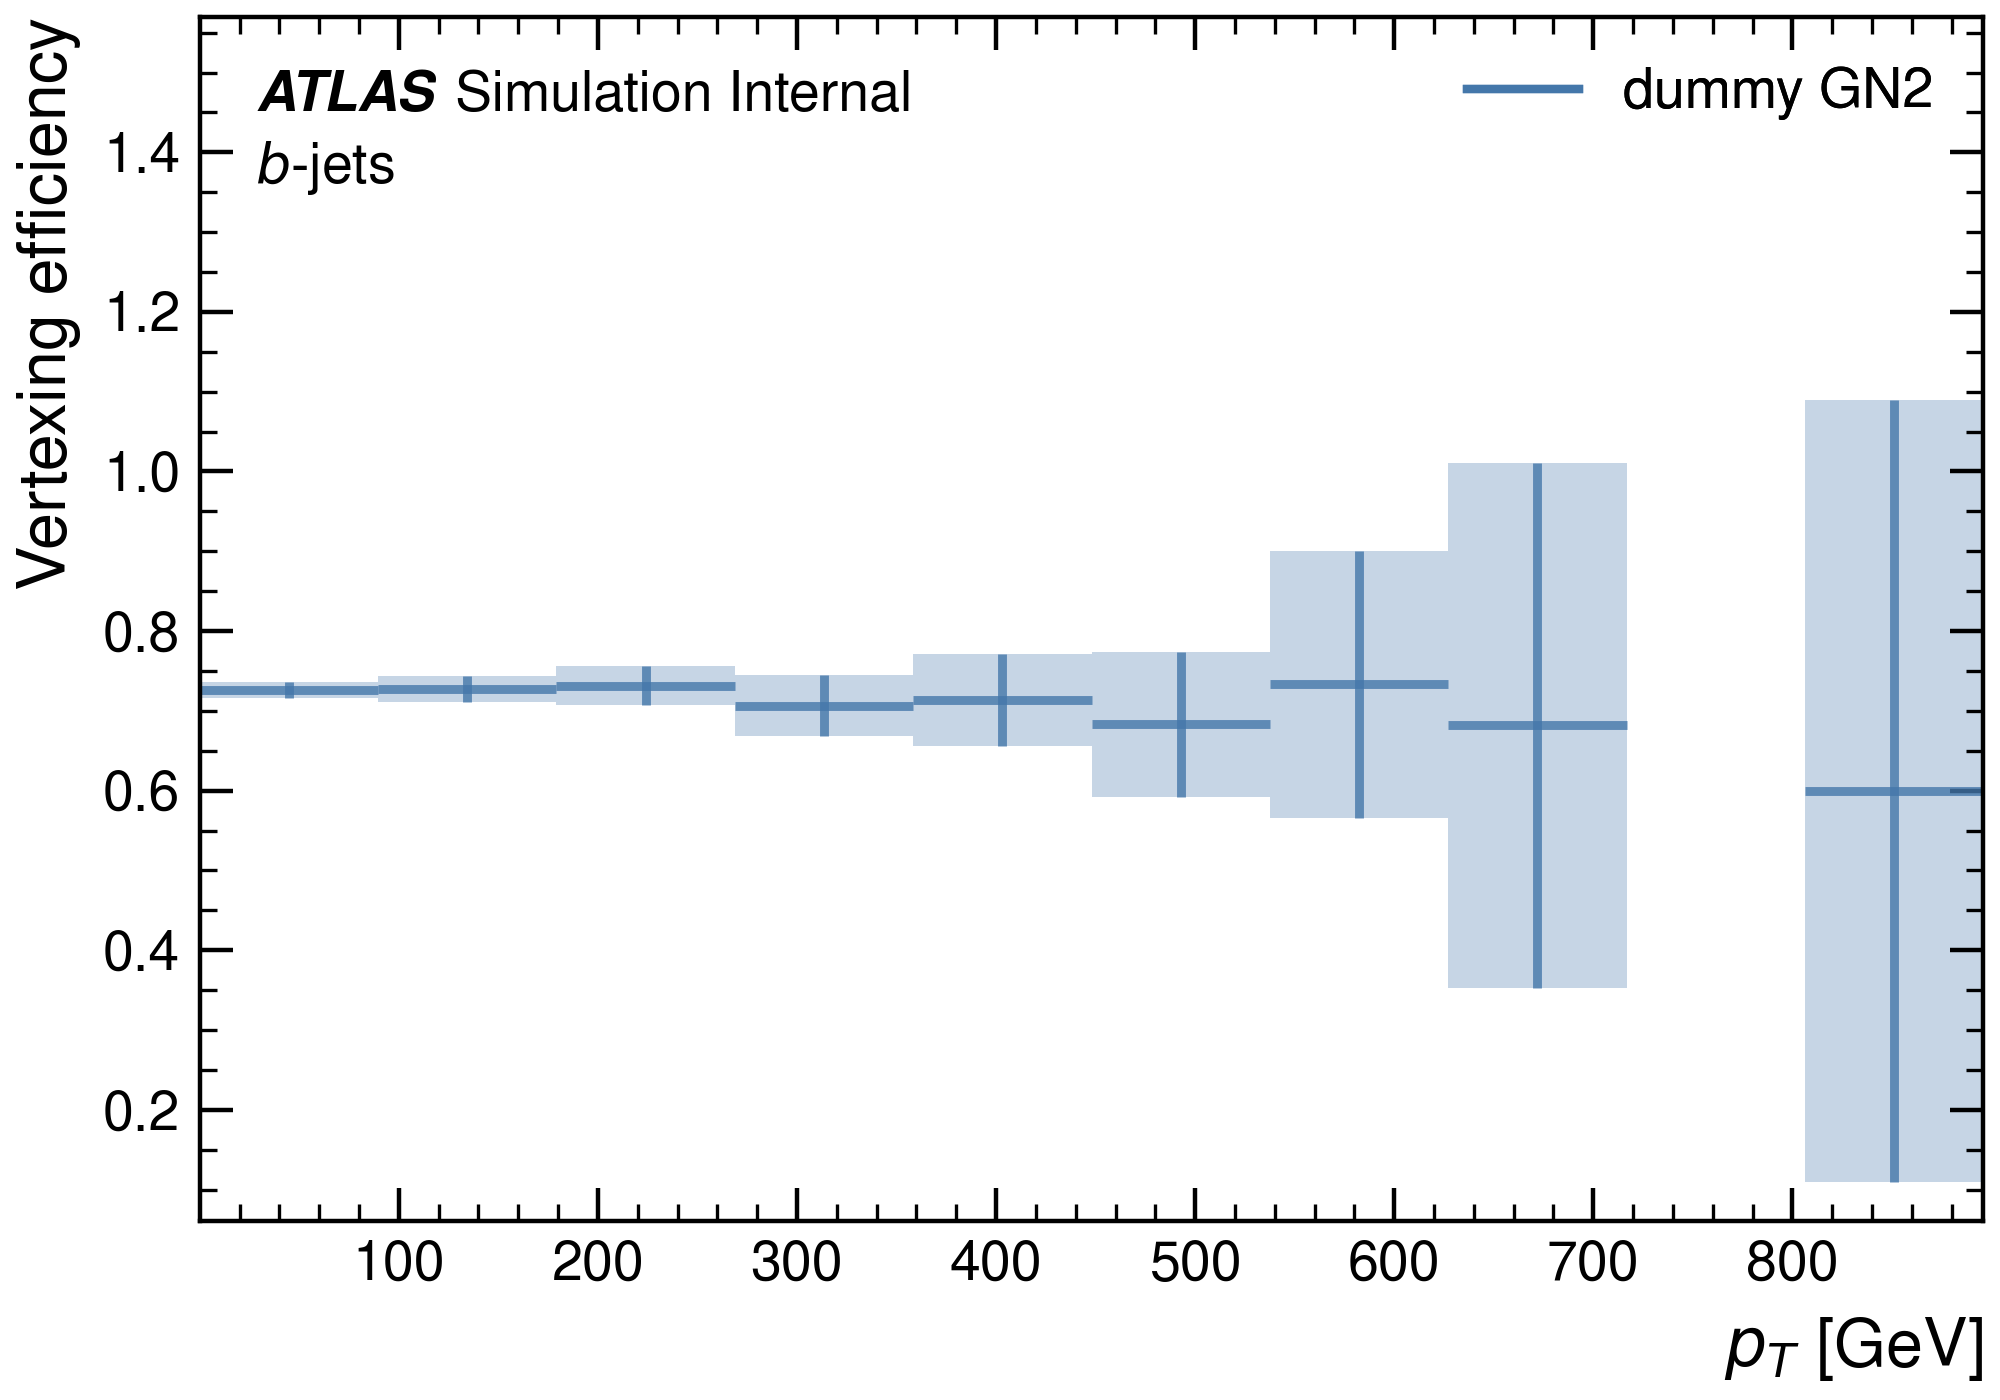 ATLAS Simulation Internal
b-jets
dummy GN2
Vertexing efficiency
1.4
1.2
1.0
0.8
0.6
0.4
0.2
100 200 300 400 500 600 700 800
pT [GeV]